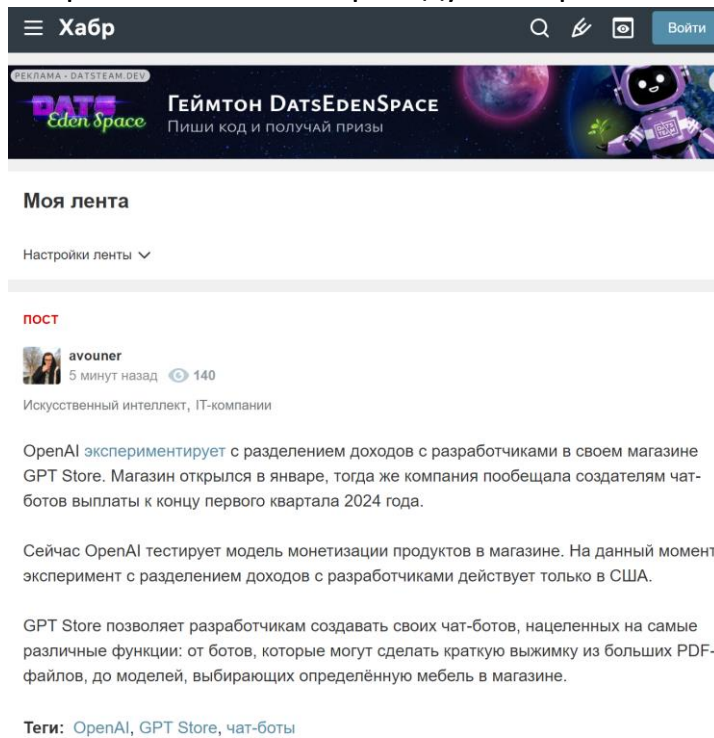 Хабр
Войти
РЕКЛАМА • DATSTEAM.DEV
DATS
Eden Space
ГЕЙМТОН DATSEDENSPACE
Пиши код и получай призы
DATS TEAM
Моя лента
Настройки ленты
ПОСТ
avouner
5 минут назад 140
Искусственный интеллект, IT-компании
OpenAI экспериментирует с разделением доходов с разработчиками в своем магазине
GPT Store. Магазин открылся в январе, тогда же компания пообещала создателям чат-
ботов выплаты к концу первого квартала 2024 года.
Сейчас OpenAI тестирует модель монетизации продуктов в магазине. На данный момент
эксперимент с разделением доходов с разработчиками действует только в США.
GPT Store позволяет разработчикам создавать своих чат-ботов, нацеленных на самые
различные функции: от ботов, которые могут сделать краткую выжимку из больших PDF-
файлов, до моделей, выбирающих определённую мебель в магазине.
Теги: OpenAI, GPT Store, чат-боты